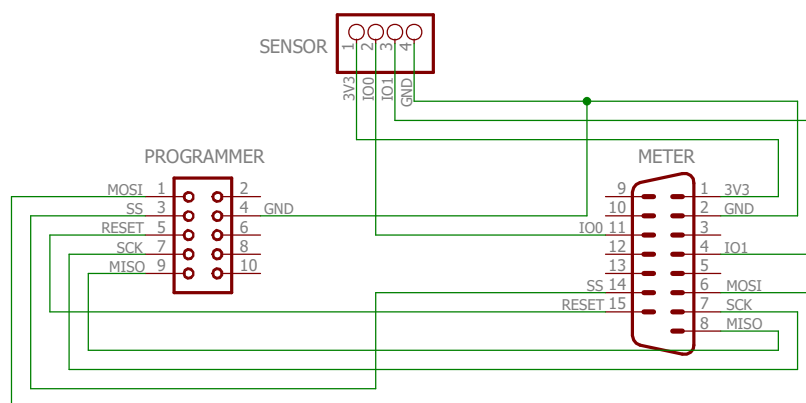 SENSOR
1 2 3 4
3V3 IO0 IO1 GND
PROGRAMMER
MOSI 1 2
SS 3 4 GND
RESET 5 6
SCK 7 8
MISO 9 10
METER
9 1 3V3
10 2 GND
IO0 11 3
12 4 IO1
13 5
SS 14 6 MOSI
RESET 15 7 SCK
8 MISO